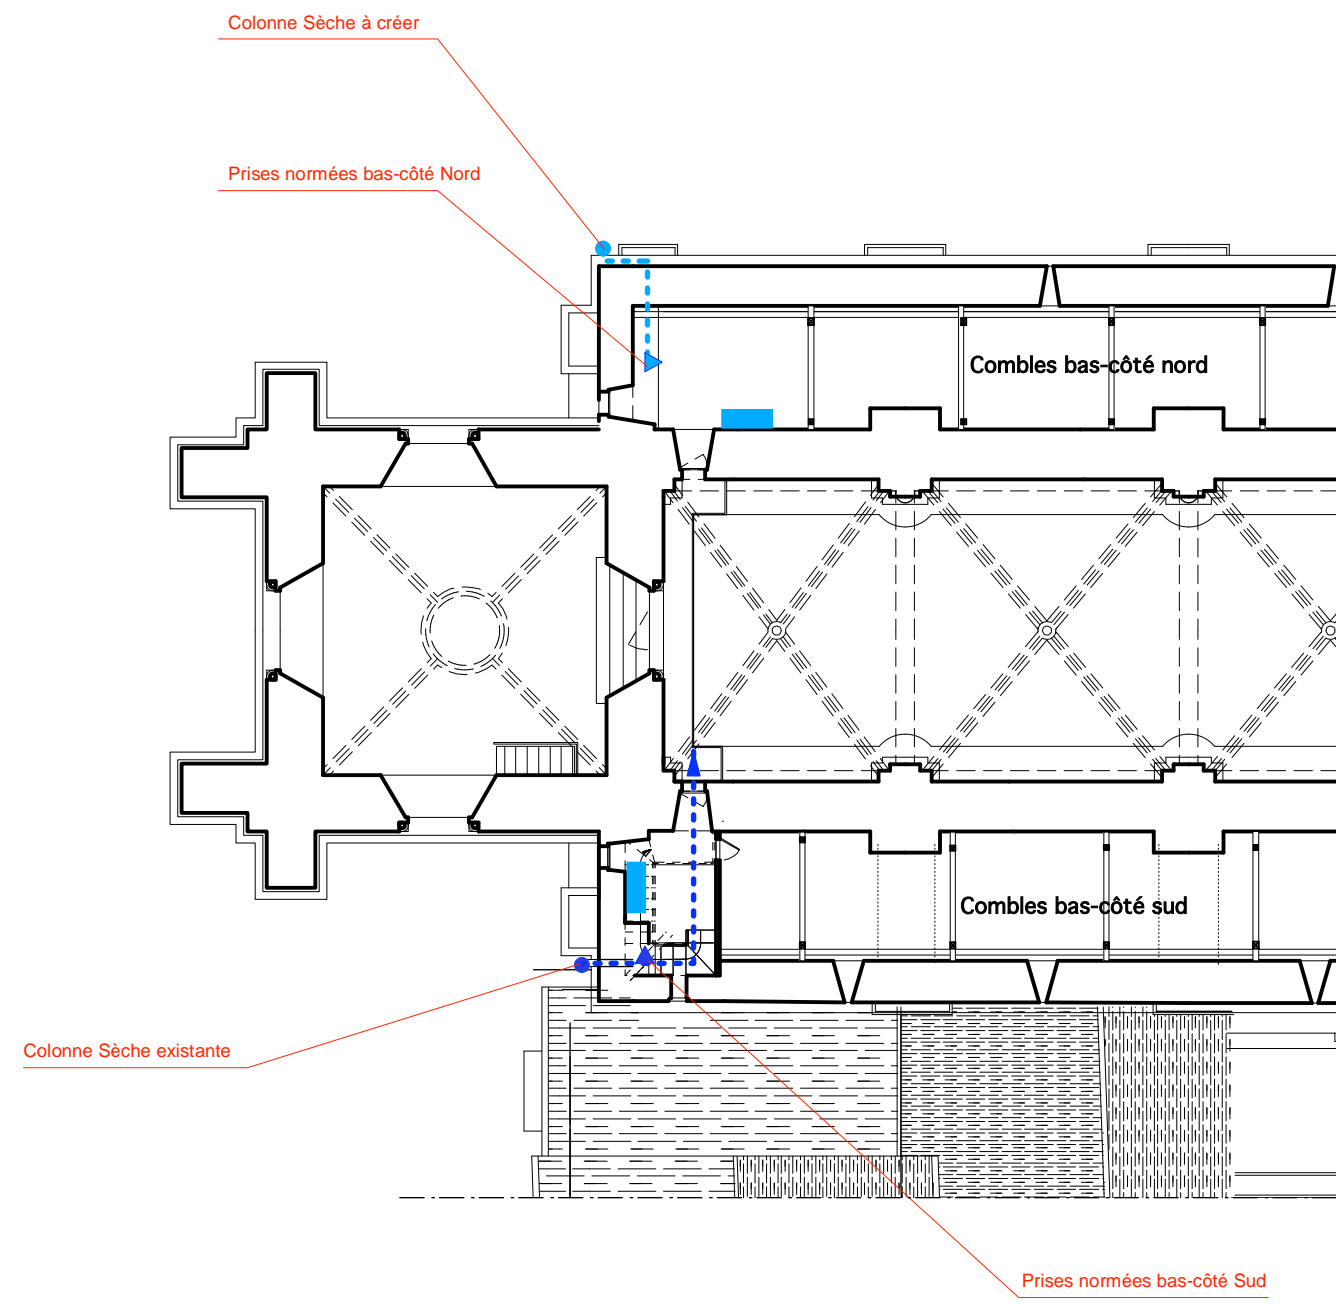 Colonne Sèche à créer
Prises normées bas-côté Nord
Combles bas-côté nord
Combles bas-côté sud
Colonne Sèche existante
Prises normées bas-côté Sud